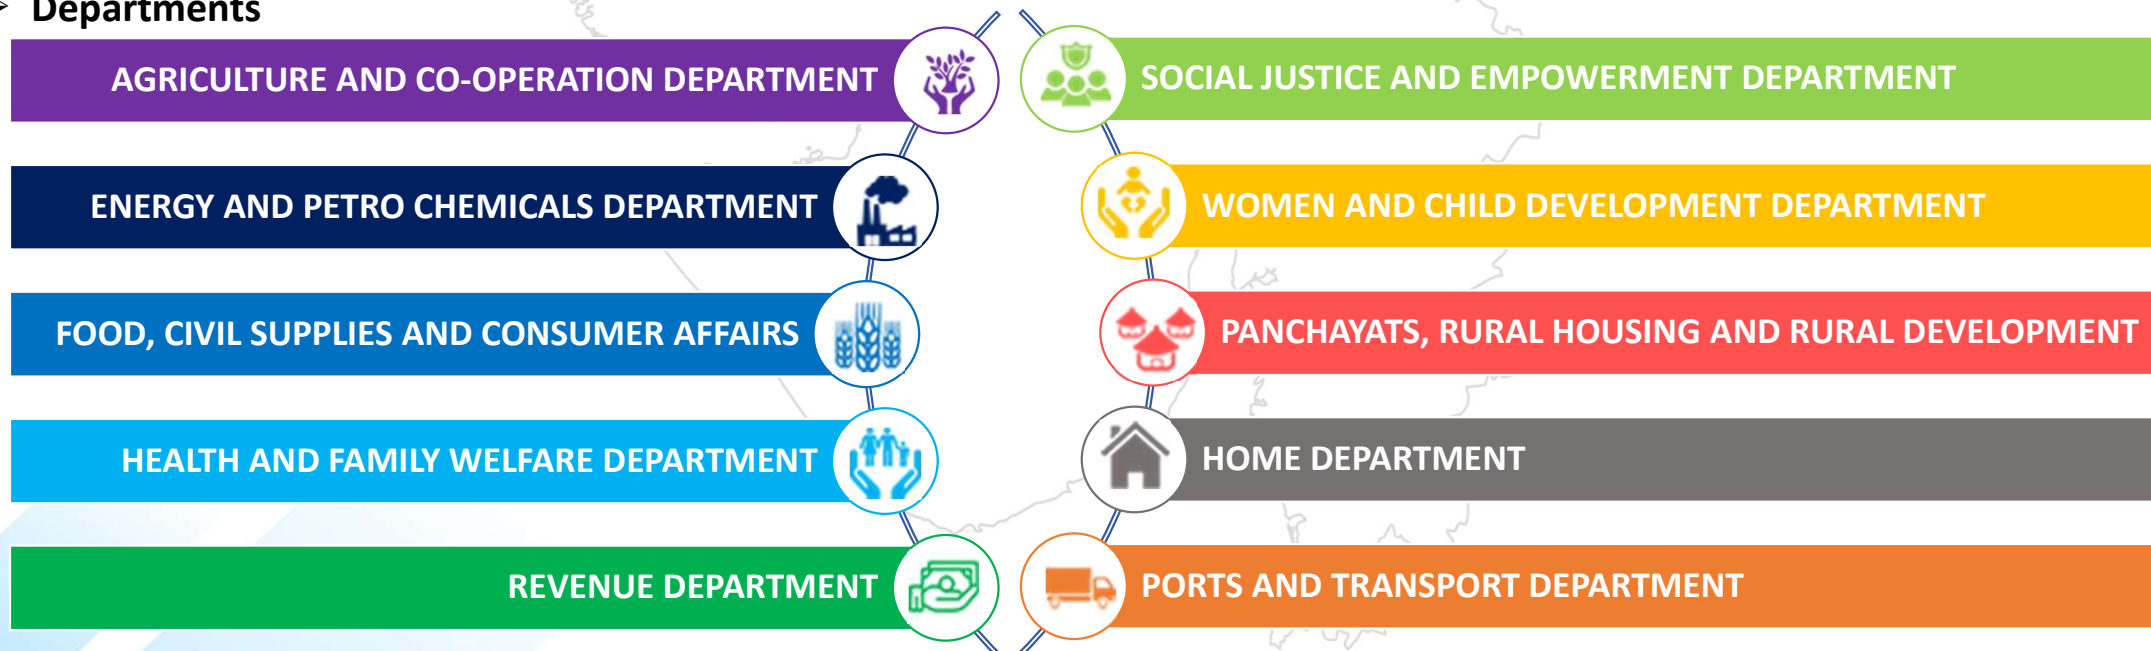 Departments
AGRICULTURE AND CO-OPERATION DEPARTMENT
ENERGY AND PETRO CHEMICALS DEPARTMENT
FOOD, CIVIL SUPPLIES AND CONSUMER AFFAIRS
HEALTH AND FAMILY WELFARE DEPARTMENT
REVENUE DEPARTMENT
SOCIAL JUSTICE AND EMPOWERMENT DEPARTMENT
WOMEN AND CHILD DEVELOPMENT DEPARTMENT
PANCHAYATS, RURAL HOUSING AND RURAL DEVELOPMENT
HOME DEPARTMENT
PORTS AND TRANSPORT DEPARTMENT